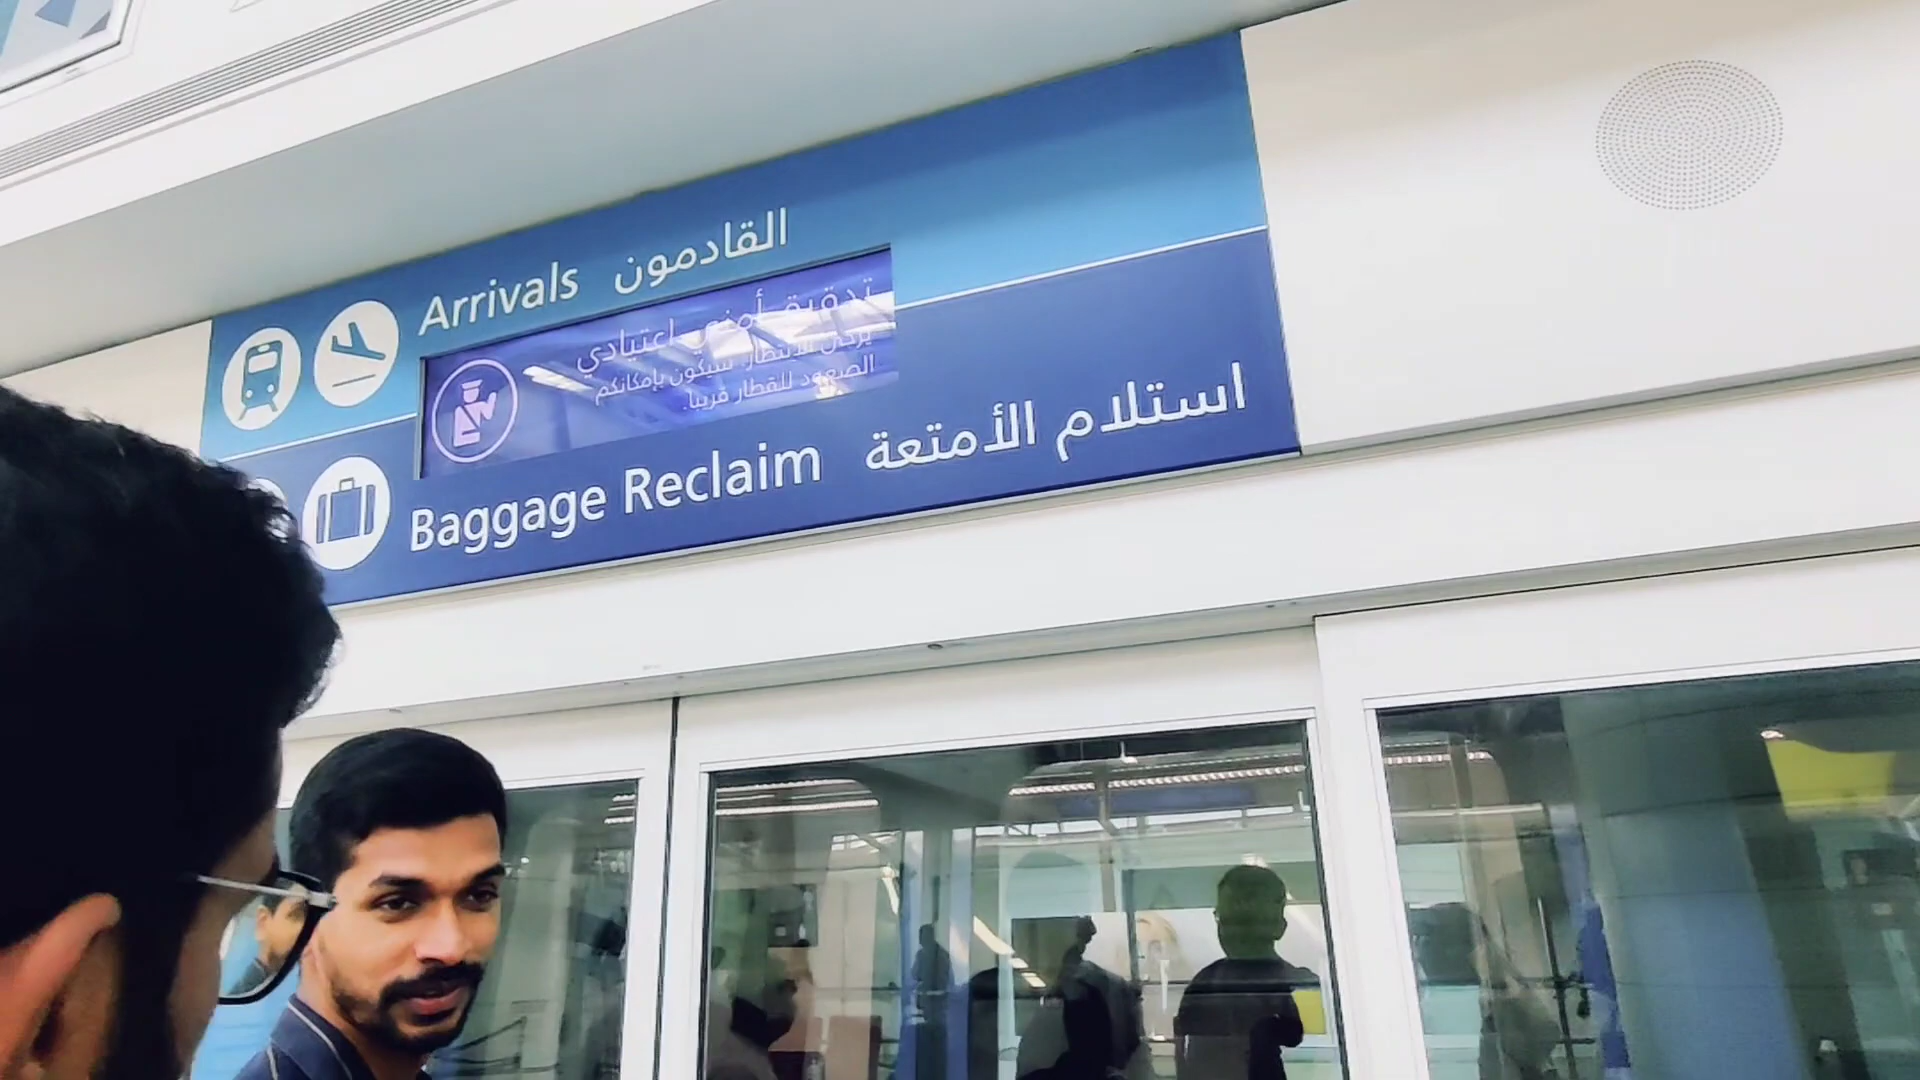 Arrivals القادمون
تدقيق أمني اعتيادي
يرجى الانتظار. سيكون بإمكانكم
الصعود للقطار قريباً.
Baggage Reclaim استلام الأمتعة